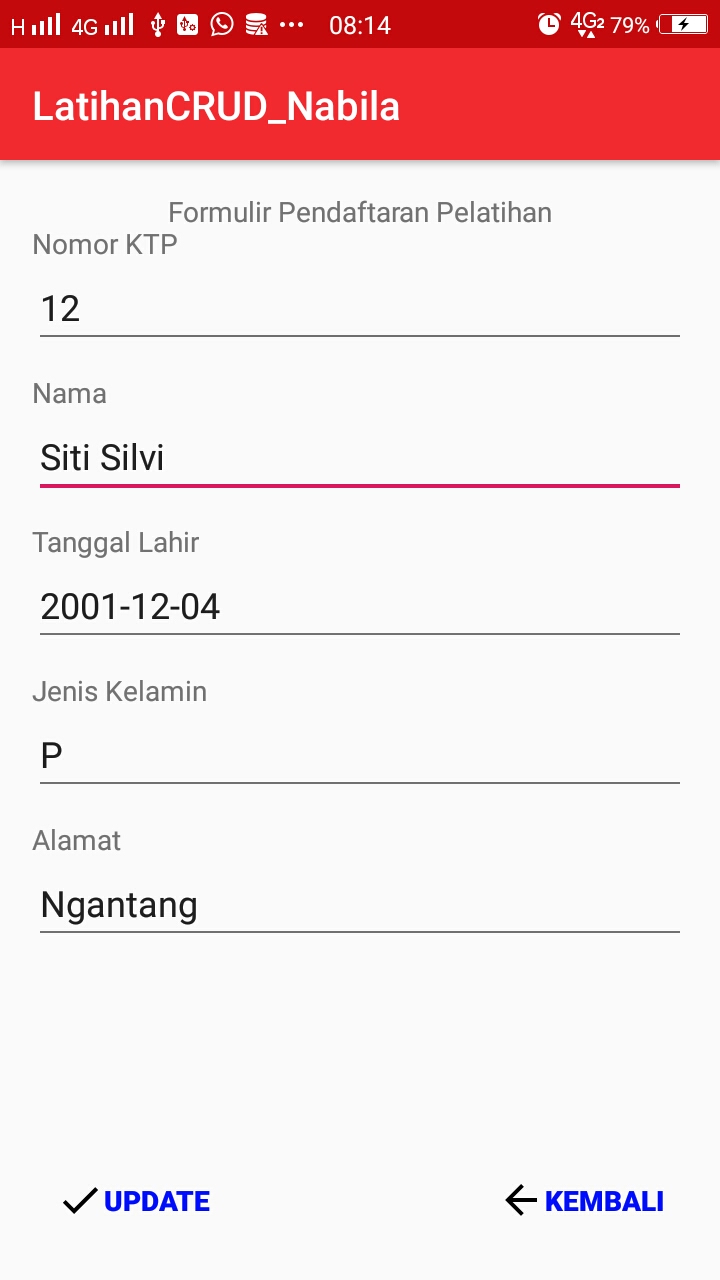 H 4G 08:14 4G2 79%
LatihanCRUD_Nabila
Formulir Pendaftaran Pelatihan
Nomor KTP
12
Nama
Siti Silvi
Tanggal Lahir
2001-12-04
Jenis Kelamin
P
Alamat
Ngantang
UPDATE KEMBALI